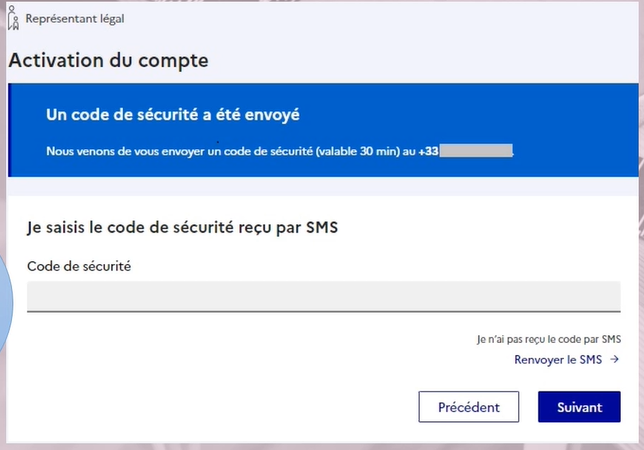 Représentant légal
Activation du compte
Un code de sécurité a été envoyé
Nous venons de vous envoyer un code de sécurité (valable 30 min) au +33
Je saisis le code de sécurité reçu par SMS
Code de sécurité
Je n'ai pas reçu le code par SMS
Renvoyer le SMS →
Précédent
Suivant